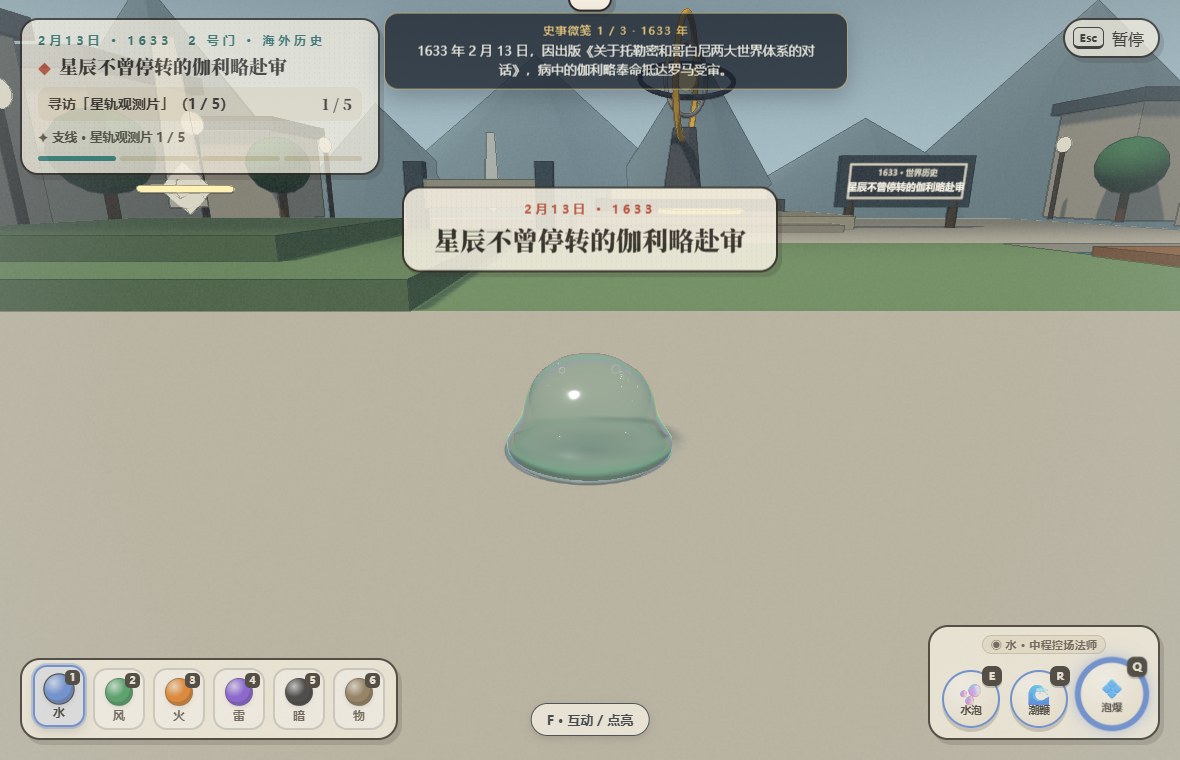 2月13日 · 1633 2 号门 · 海外历史
星辰不曾停转的伽利略赴审
寻访「星轨观测片」（1 / 5） 1 / 5
✦ 支线 · 星轨观测片 1 / 5
史事微笺 1 / 3 · 1633 年
1633 年 2 月 13 日，因出版《关于托勒密和哥白尼两大世界体系的对
话》，病中的伽利略奉命抵达罗马受审。
Esc 暂停
1633 · 世界历史
星辰不曾停转的伽利略赴审
2月13日 · 1633
星辰不曾停转的伽利略赴审
1 水
2 风
3 火
4 雷
5 暗
6 物
F · 互动 / 点亮
水 · 中程控场法师
E 水泡
R 潮鞭
Q 泡爆